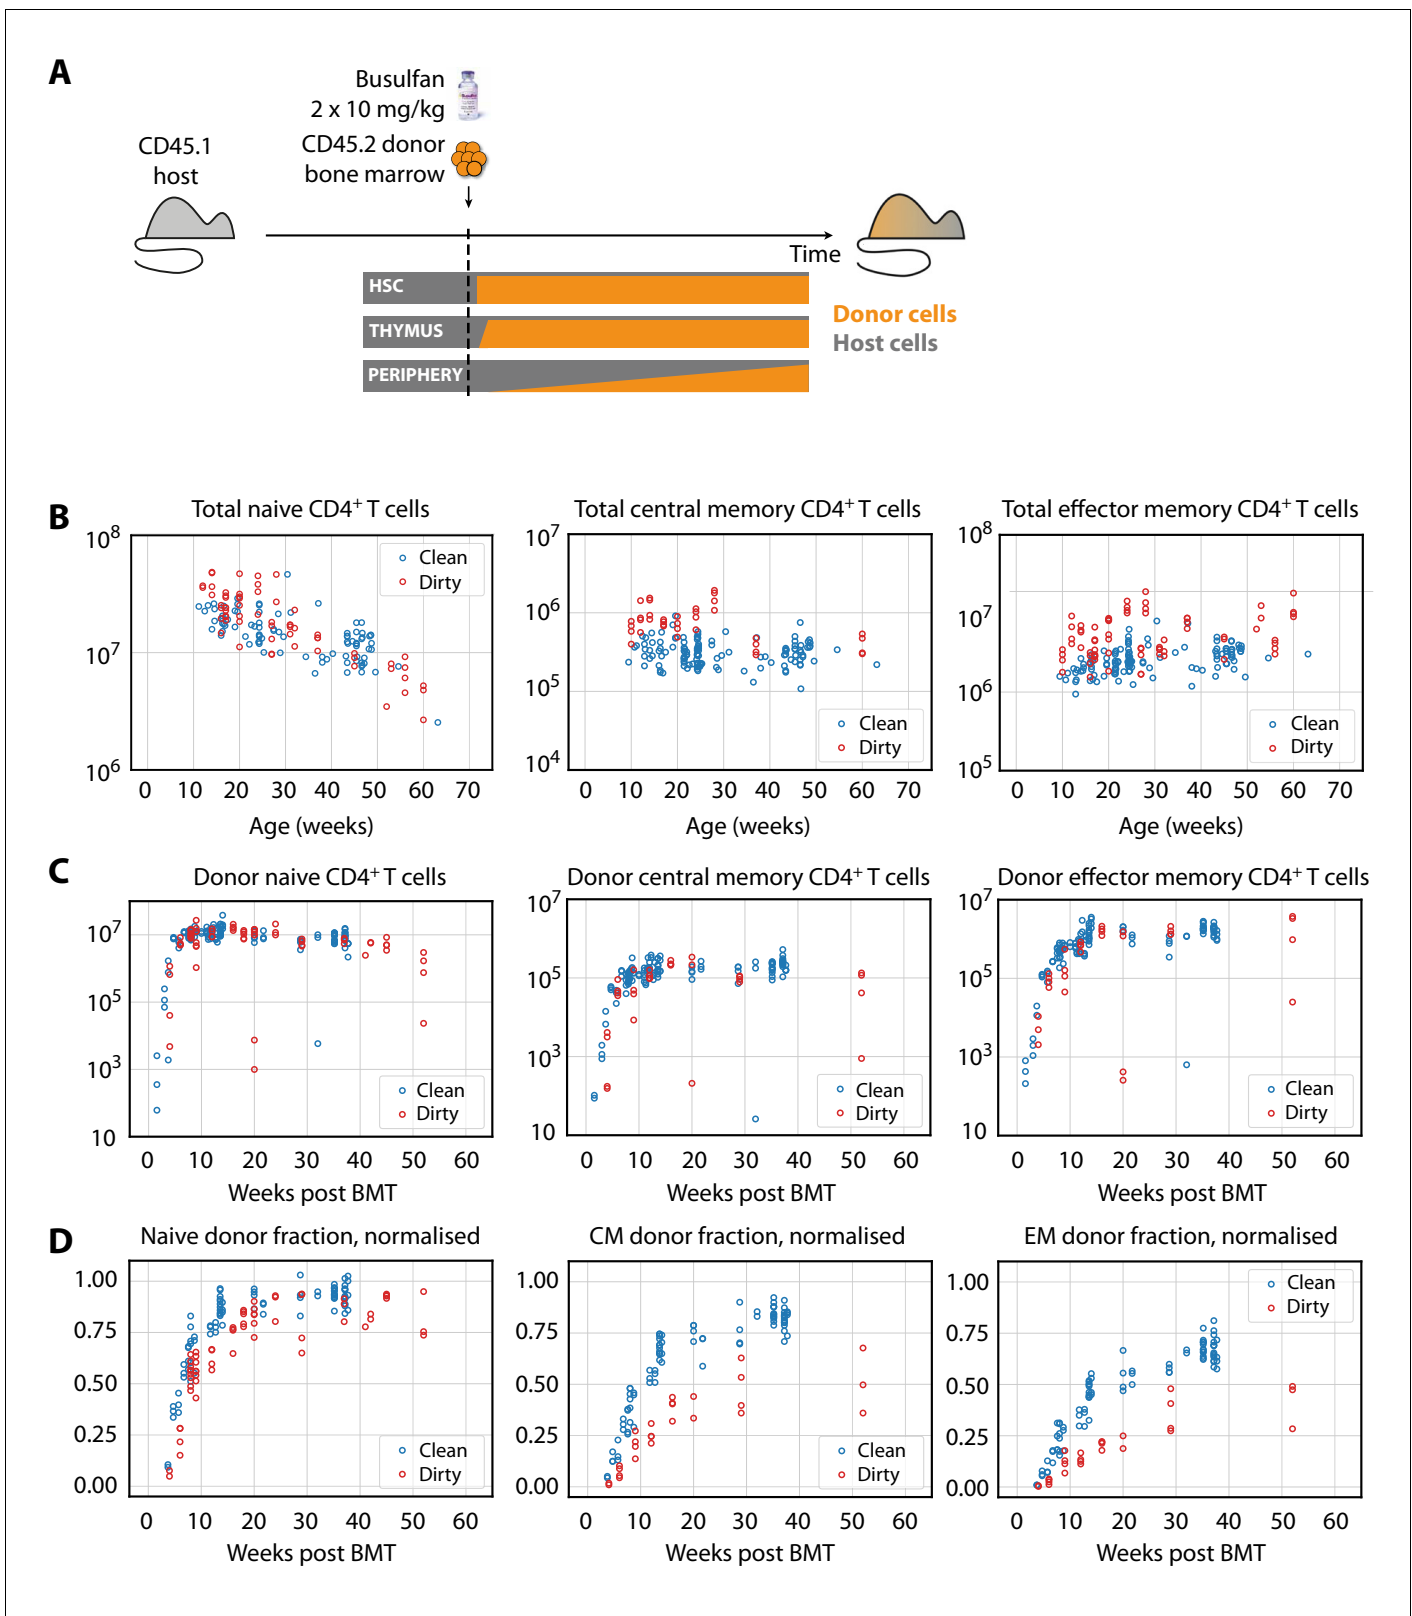 A
Busulfan
2 x 10 mg/kg
CD45.1
host
CD45.2 donor
bone marrow
Time
HSC
THYMUS
PERIPHERY
Donor cells
Host cells
B
Total naive CD4+ T cells
10^8
10^7
10^6
Clean
Dirty
0 10 20 30 40 50 60 70
Age (weeks)
Total central memory CD4+ T cells
10^7
10^6
10^5
10^4
Clean
Dirty
0 10 20 30 40 50 60 70
Age (weeks)
Total effector memory CD4+ T cells
10^8
10^7
10^6
10^5
Clean
Dirty
0 10 20 30 40 50 60 70
Age (weeks)
C
Donor naive CD4+ T cells
10^7
10^5
10^3
10
Clean
Dirty
0 10 20 30 40 50 60
Weeks post BMT
Donor central memory CD4+ T cells
10^7
10^5
10^3
10
Clean
Dirty
0 10 20 30 40 50 60
Weeks post BMT
Donor effector memory CD4+ T cells
10^7
10^5
10^3
10
Clean
Dirty
0 10 20 30 40 50 60
Weeks post BMT
D
Naive donor fraction, normalised
1.00
0.75
0.50
0.25
0.00
Clean
Dirty
0 10 20 30 40 50 60
Weeks post BMT
CM donor fraction, normalised
1.00
0.75
0.50
0.25
0.00
Clean
Dirty
0 10 20 30 40 50 60
Weeks post BMT
EM donor fraction, normalised
1.00
0.75
0.50
0.25
0.00
Clean
Dirty
0 10 20 30 40 50 60
Weeks post BMT